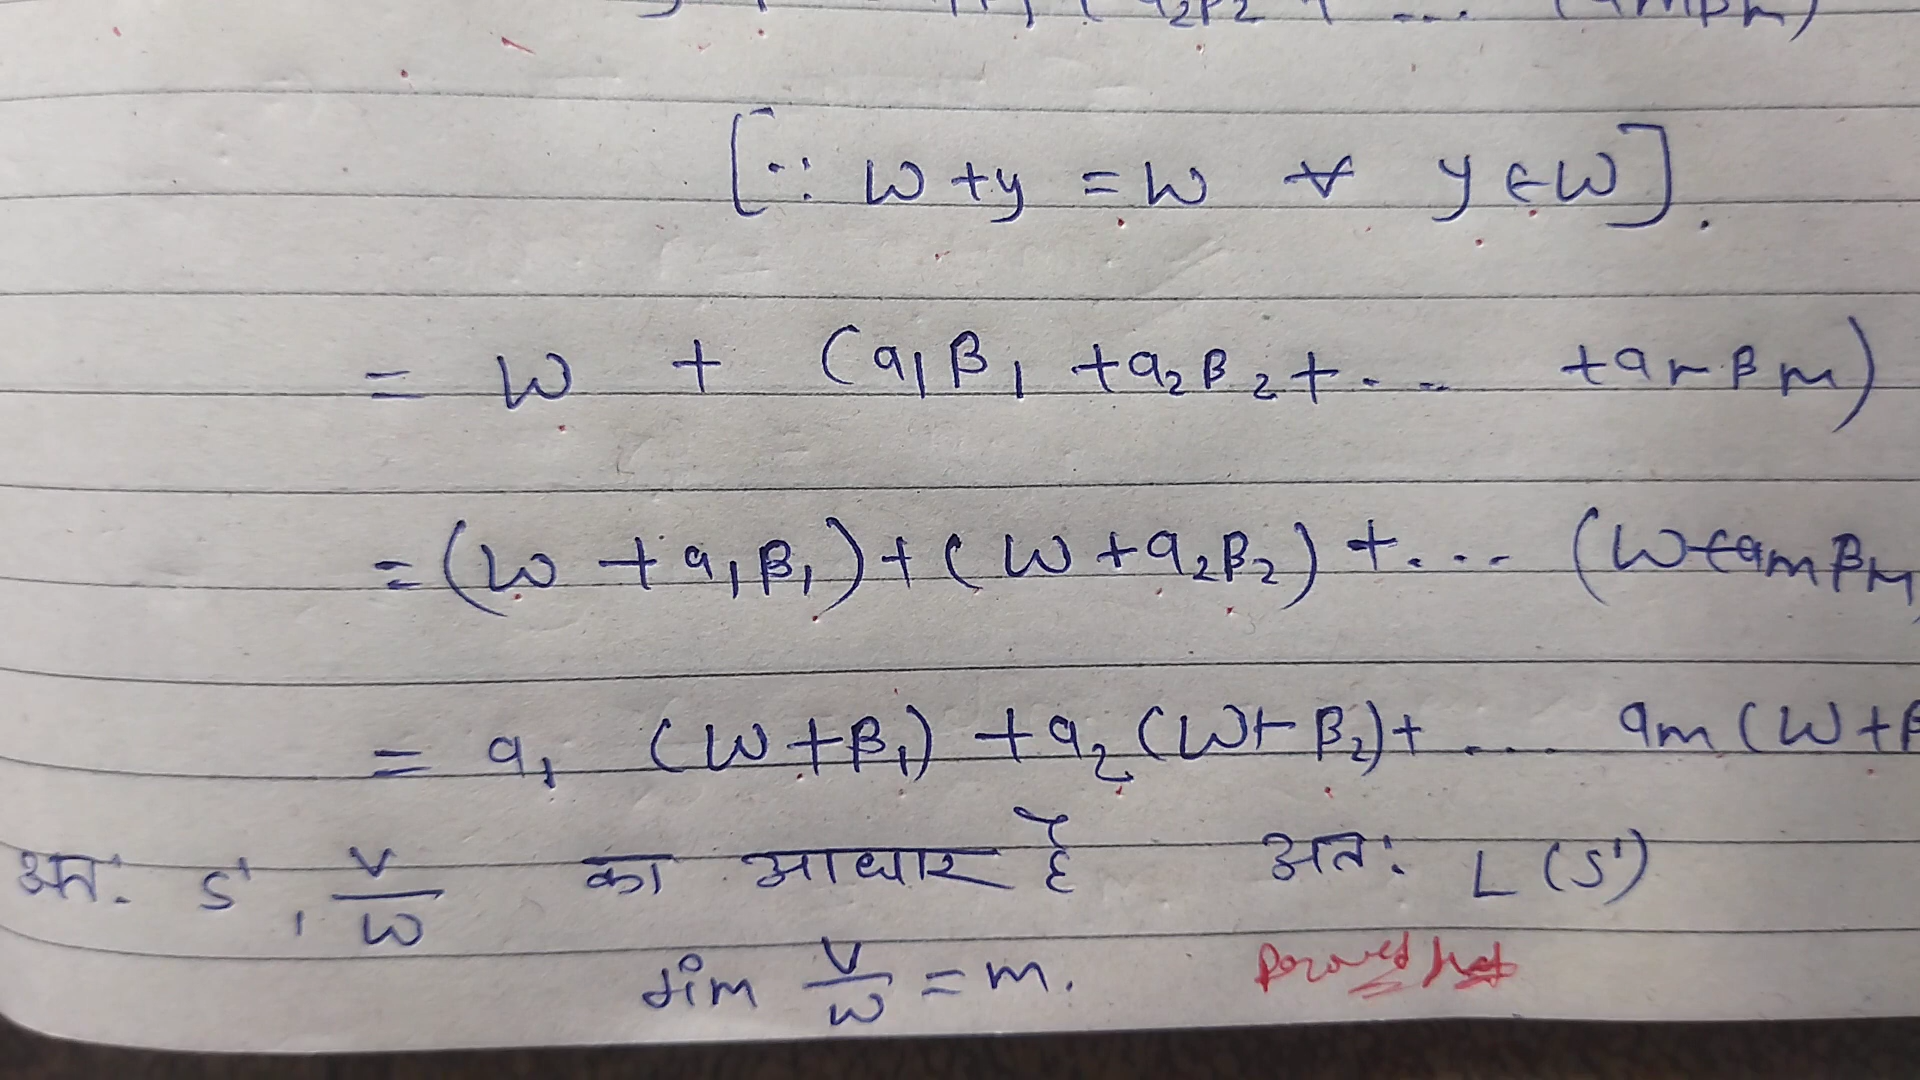 [∵ W + y = W ∀ y ∈ W].
= W + (a₁β₁ + a₂β₂ + ... + aₘβₘ)
= (W + a₁β₁) + (W + a₂β₂) + ... (W + aₘβₘ
= a₁ (W + β₁) + a₂ (W + β₂) + .... aₘ (W + β
अत: S', V/W का आधार है अत: L (S')
dim V/W = m. Proved